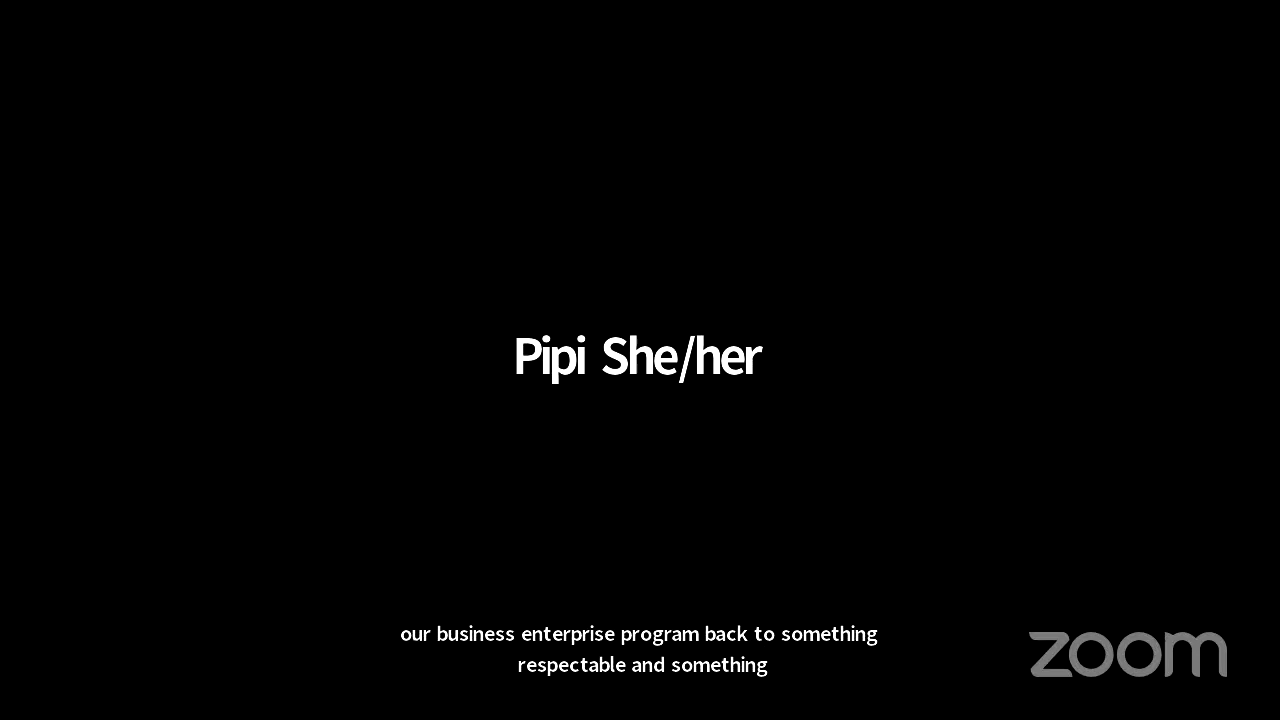 Pipi She/her
our business enterprise program back to something
respectable and something
zoom